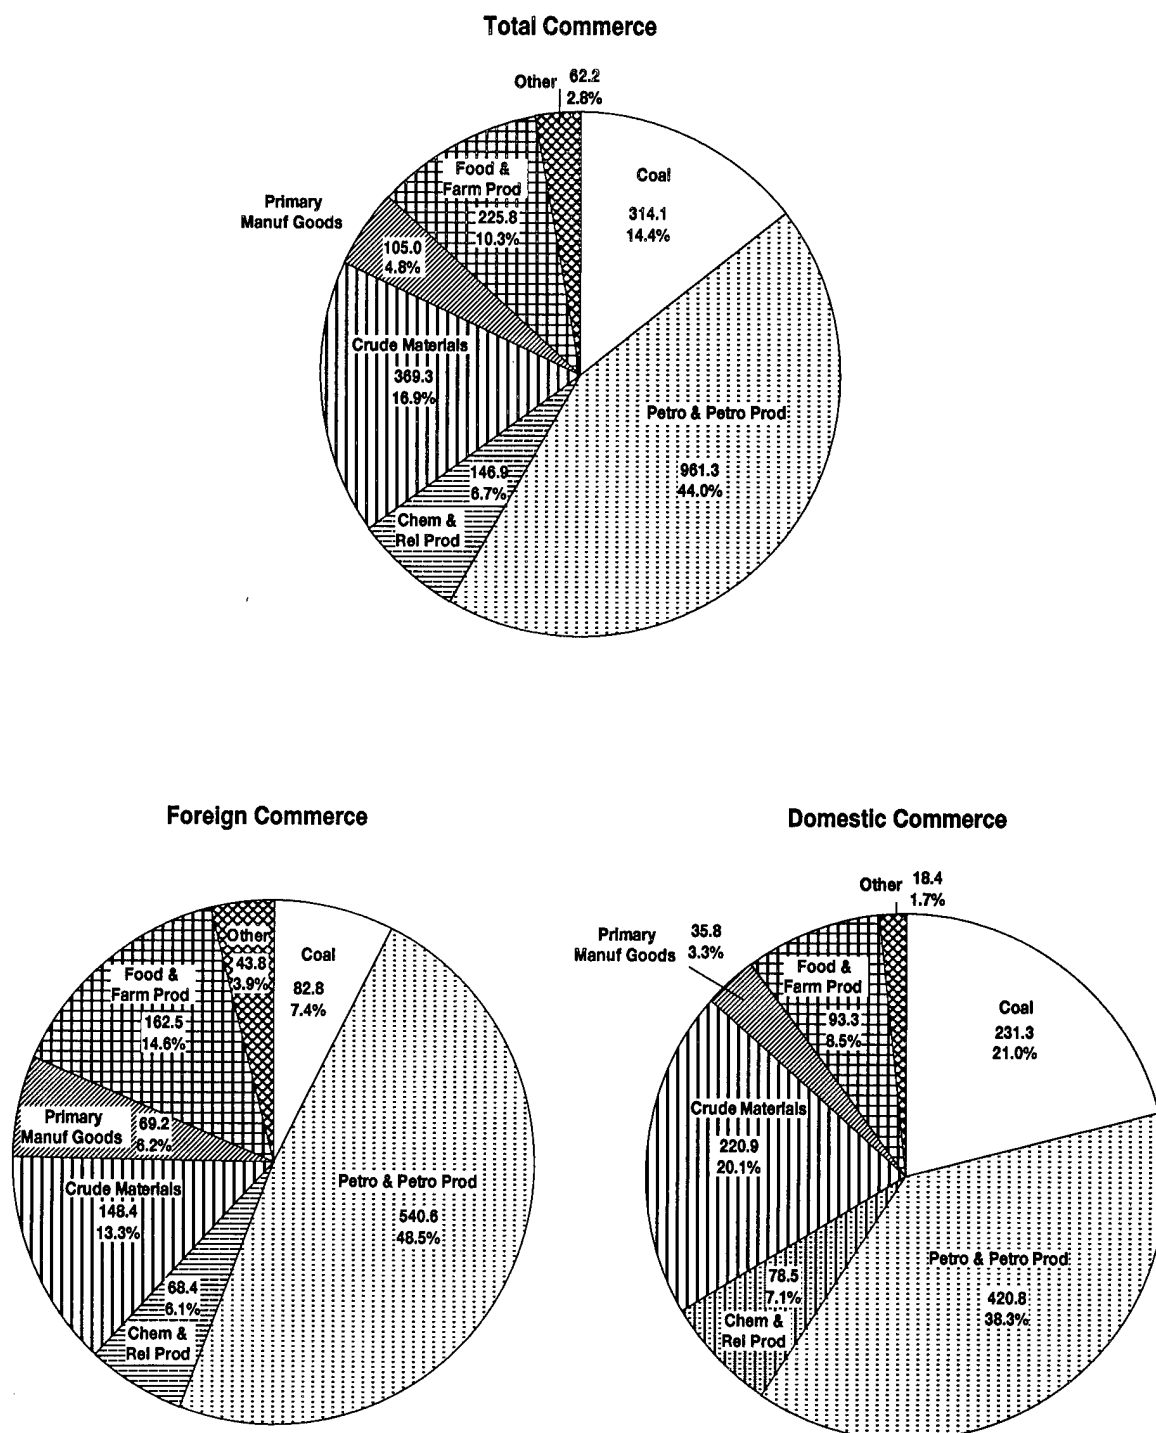 Total Commerce
Other 62.2
2.8%
Coal
314.1
14.4%
Food &
Farm Prod
225.8
10.3%
Primary
Manuf Goods
105.0
4.8%
Crude Materials
369.3
16.9%
Petro & Petro Prod
961.3
44.0%
146.9
6.7%
Chem &
Rel Prod
Foreign Commerce
Other
43.8
3.9%
Coal
82.8
7.4%
Food &
Farm Prod
162.5
14.6%
Primary
Manuf Goods
69.2
6.2%
Crude Materials
148.4
13.3%
Petro & Petro Prod
540.6
48.5%
68.4
6.1%
Chem &
Rel Prod
Domestic Commerce
Other 18.4
1.7%
Primary
Manuf Goods
35.8
3.3%
Food &
Farm Prod
93.3
8.5%
Coal
231.3
21.0%
Crude Materials
220.9
20.1%
Petro & Petro Prod
420.8
38.3%
78.5
7.1%
Chem &
Rel Prod